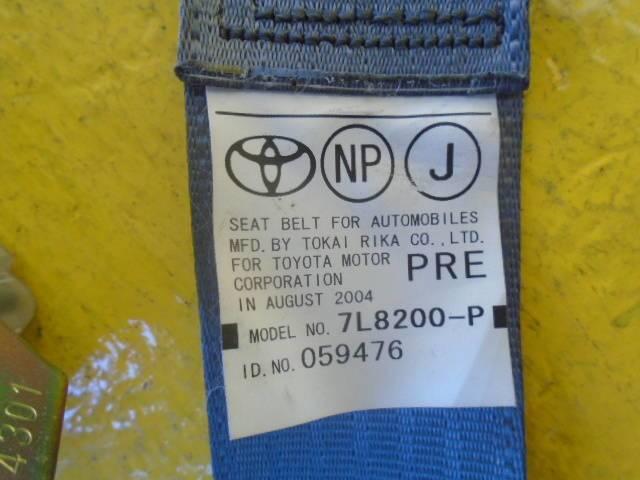 NP J
SEAT BELT FOR AUTOMOBILES
MFD. BY TOKAI RIKA CO.,LTD.
FOR TOYOTA MOTOR
CORPORATION PRE
IN AUGUST 2004
MODEL NO. 7L8200-P
ID. NO. 059476
4301